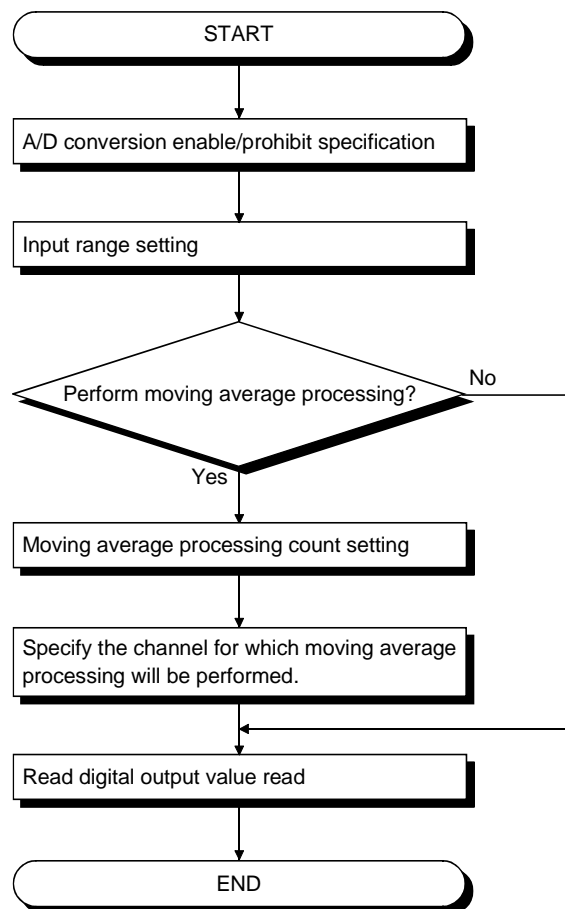 START
A/D conversion enable/prohibit specification
Input range setting
Perform moving average processing?
No
Yes
Moving average processing count setting
Specify the channel for which moving average
processing will be performed.
Read digital output value read
END